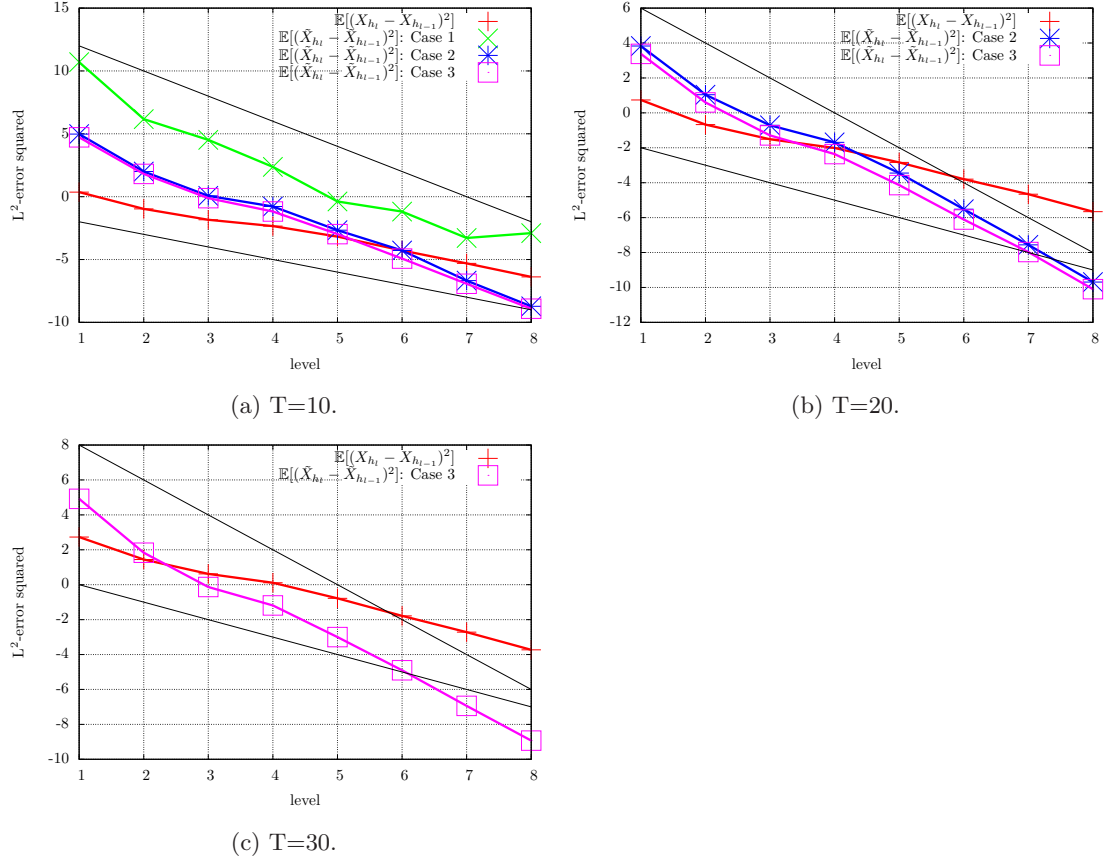 𝔼[(X_{h_l} − X_{h_{l−1}})²]
𝔼[(X̃_{h_l} − X̃_{h_{l−1}})²]: Case 1
𝔼[(X̃_{h_l} − X̃_{h_{l−1}})²]: Case 2
𝔼[(X̃_{h_l} − X̃_{h_{l−1}})²]: Case 3
15
10
5
0
-5
-10
L²-error squared
1 2 3 4 5 6 7 8
level
(a) T=10.
𝔼[(X_{h_l} − X_{h_{l−1}})²]
𝔼[(X̃_{h_l} − X̃_{h_{l−1}})²]: Case 2
𝔼[(X̃_{h_l} − X̃_{h_{l−1}})²]: Case 3
6
4
2
0
-2
-4
-6
-8
-10
-12
L²-error squared
1 2 3 4 5 6 7 8
level
(b) T=20.
𝔼[(X_{h_l} − X_{h_{l−1}})²]
𝔼[(X̃_{h_l} − X̃_{h_{l−1}})²]: Case 3
8
6
4
2
0
-2
-4
-6
-8
-10
L²-error squared
1 2 3 4 5 6 7 8
level
(c) T=30.